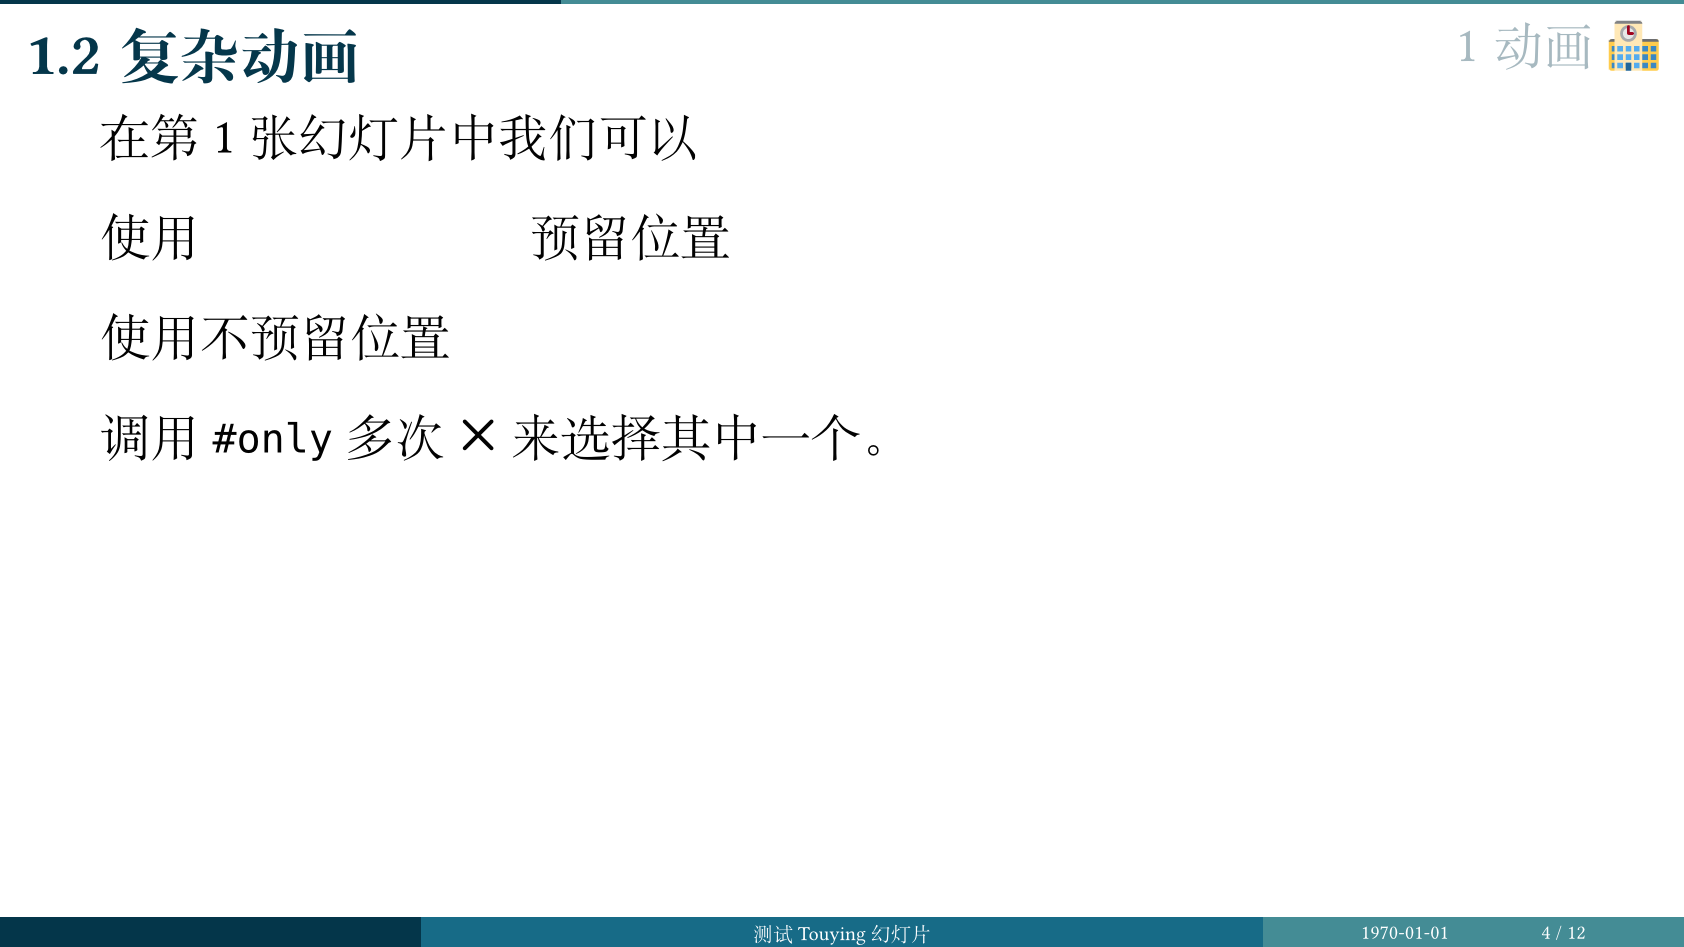 1.2 复杂动画
1 动画
在第 1 张幻灯片中我们可以
使用 预留位置
使用不预留位置
调用 #only 多次 × 来选择其中一个。
测试 Touying 幻灯片
1970-01-01
4 / 12